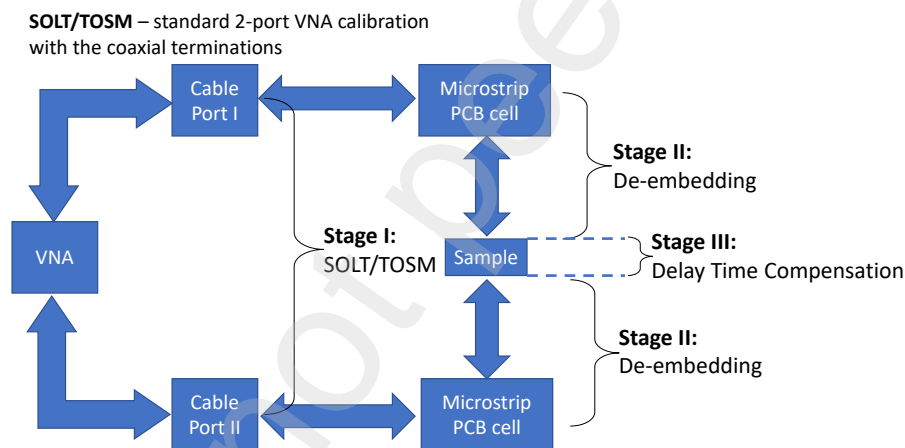 SOLT/TOSM – standard 2-port VNA calibration
with the coaxial terminations
Cable
Port I
Microstrip
PCB cell
Stage II:
De-embedding
VNA
Stage I:
SOLT/TOSM
Sample
Stage III:
Delay Time Compensation
Stage II:
De-embedding
Cable
Port II
Microstrip
PCB cell
not pee